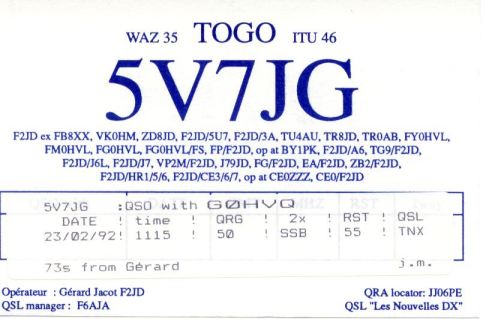 WAZ 35 TOGO ITU 46
5V7JG
F2JD ex FB8XX, VK0HM, ZD8JD, F2JD/5U7, F2JD/3A, TU4AU, TR8JD, TR0AB, FY0HVL,
FM0HVL, FG0HVL, FG0HVL/FS, FP/F2JD, op at BY1PK, F2JD/A6, TG9/F2JD,
F2JD/J6L, F2JD/J7, VP2M/F2JD, J79JD, FG/F2JD, EA/F2JD, ZB2/F2JD,
F2JD/HR1/5/6, F2JD/CE3/6/7, op at CE0ZZZ, CE0/F2JD
5V7JG :QSO with GØHVQ
DATE ! time ! QRG ! 2x ! RST ! QSL
23/02/92! 1115 ! 50 ! SSB ! 55 ! TNX
73s from Gérard j.m.
Opérateur : Gérard Jacot F2JD QRA locator: JJ06PE
QSL manager : F6AJA QSL "Les Nouvelles DX"